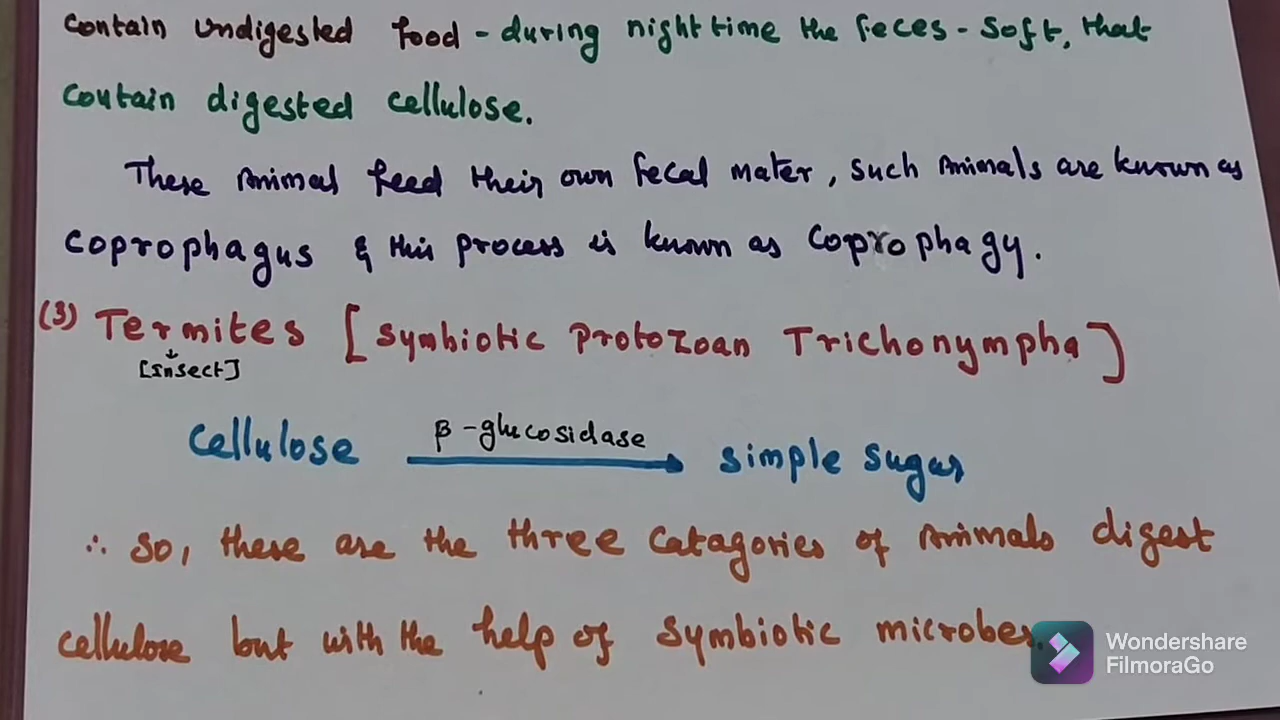 contain undigested food - during night time the feces - soft, that
contain digested cellulose.
These Animal feed their own fecal mater, such Animals are known as
coprophagus & this process is known as coprophagy.
(3) Termites [symbiotic protozoan Trichonympha]
↓
[insect]
cellulose β-glucosidase → simple sugar
∴ so, these are the three catagories of Animals digest
cellulose but with the help of symbiotic microbes.
Wondershare
FilmoraGo